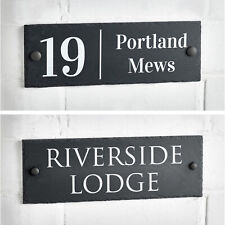 19 Portland
Mews
RIVERSIDE
LODGE